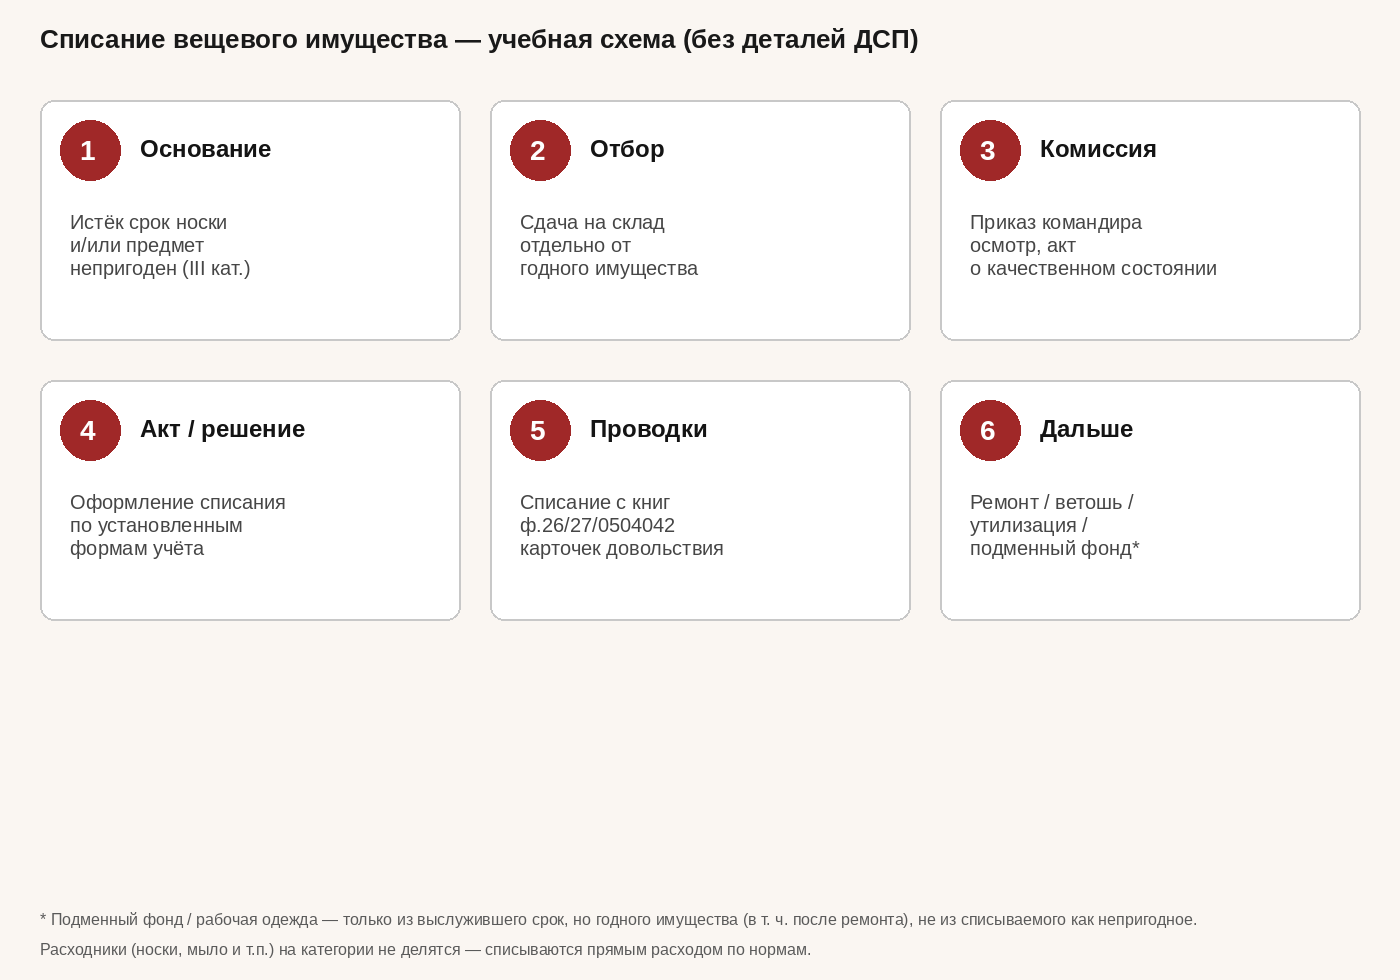 Списание вещевого имущества — учебная схема (без деталей ДСП)
1
Основание
Истёк срок носки
и/или предмет
непригоден (III кат.)
2
Отбор
Сдача на склад
отдельно от
годного имущества
3
Комиссия
Приказ командира
осмотр, акт
о качественном состоянии
4
Акт / решение
Оформление списания
по установленным
формам учёта
5
Проводки
Списание с книг
ф.26/27/0504042
карточек довольствия
6
Дальше
Ремонт / ветошь /
утилизация /
подменный фонд*
* Подменный фонд / рабочая одежда — только из выслужившего срок, но годного имущества (в т. ч. после ремонта), не из списываемого как непригодное.
Расходники (носки, мыло и т.п.) на категории не делятся — списываются прямым расходом по нормам.